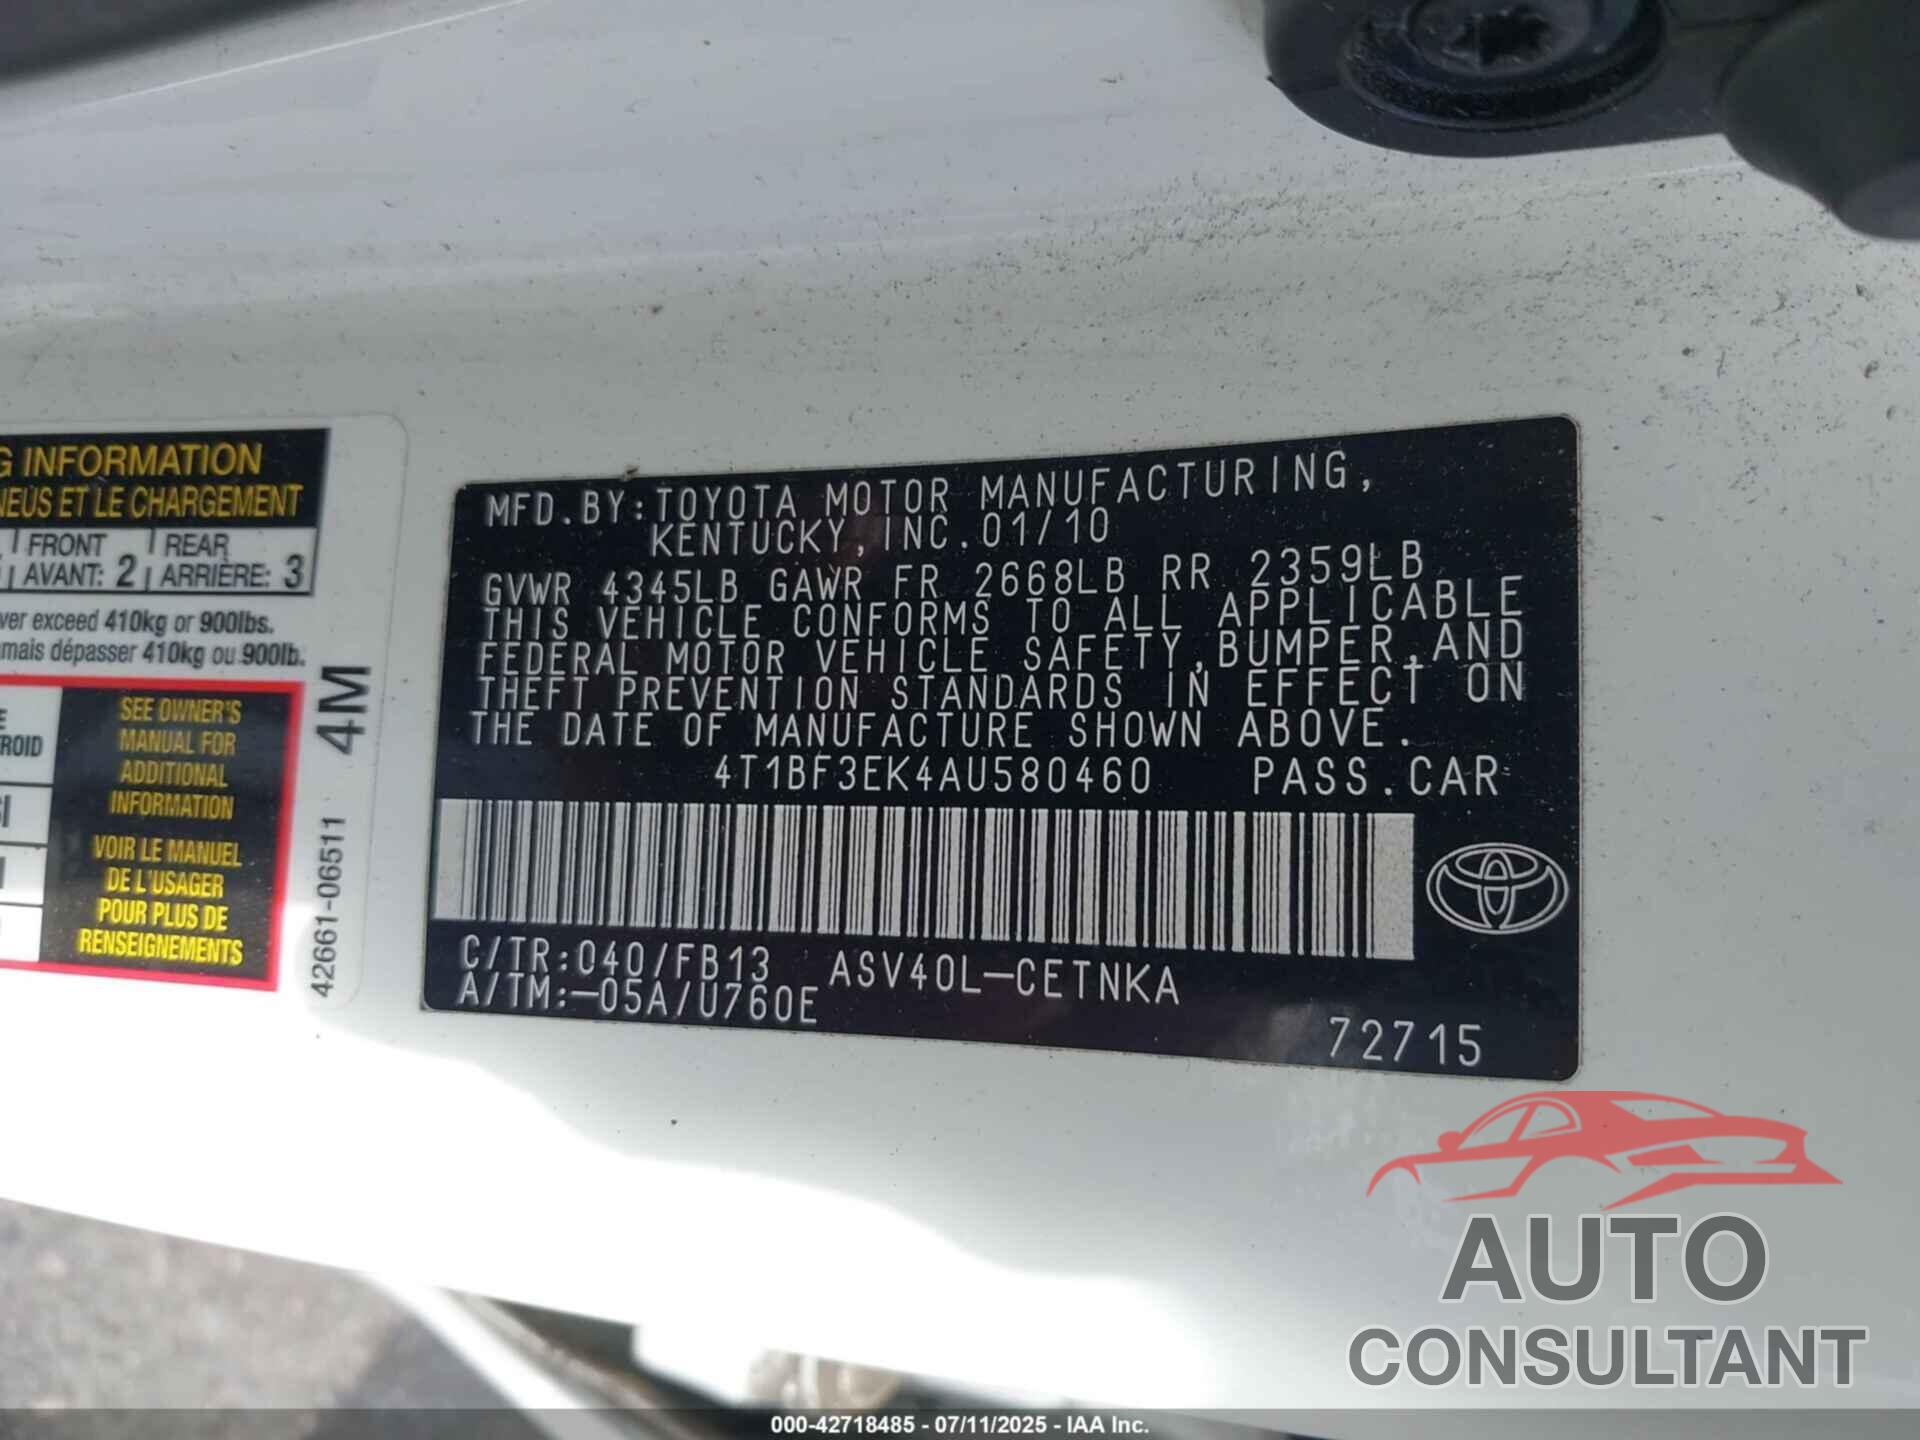 G INFORMATION
NEUS ET LE CHARGEMENT
FRONT REAR
AVANT: 2 ARRIÈRE: 3
ver exceed 410kg or 900lbs.
mais dépasser 410kg ou 900lb.
ROID
SEE OWNER'S
MANUAL FOR
ADDITIONAL
INFORMATION
VOIR LE MANUEL
DE L'USAGER
POUR PLUS DE
RENSEIGNEMENTS
4M
42661-06511
MFD.BY:TOYOTA MOTOR MANUFACTURING,
KENTUCKY,INC.01/10
GVWR 4345LB GAWR FR 2668LB RR 2359LB
THIS VEHICLE CONFORMS TO ALL APPLICABLE
FEDERAL MOTOR VEHICLE SAFETY,BUMPER,AND
THEFT PREVENTION STANDARDS IN EFFECT ON
THE DATE OF MANUFACTURE SHOWN ABOVE.
4T1BF3EK4AU580460 PASS.CAR
C/TR:040/FB13 ASV40L-CETNKA
A/TM:-05A/U760E
72715
AUTO
CONSULTANT
000-42718485 - 07/11/2025 - IAA Inc.